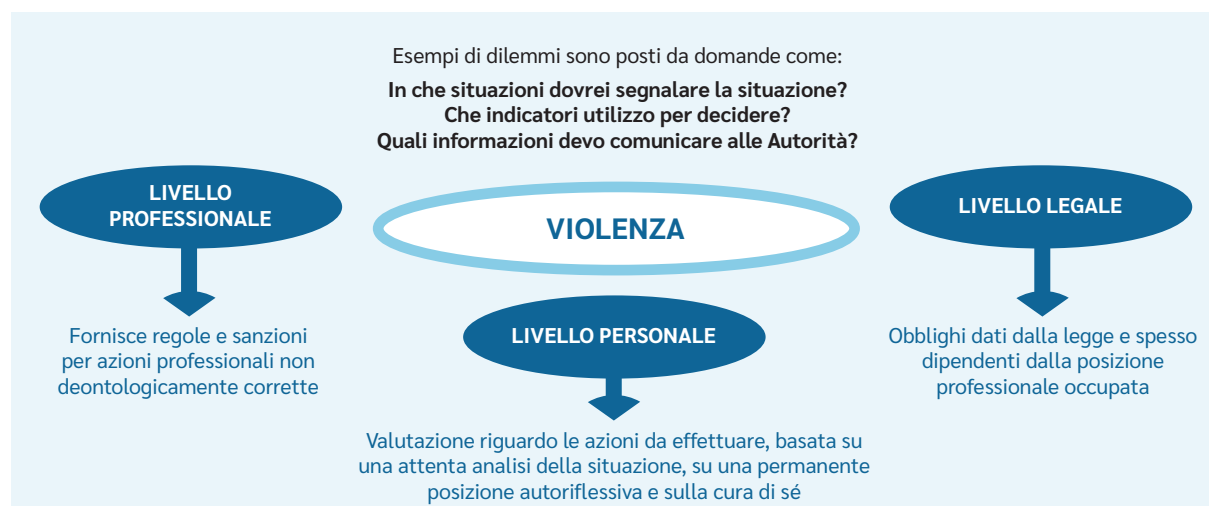 Esempi di dilemmi sono posti da domande come:
In che situazioni dovrei segnalare la situazione?
Che indicatori utilizzo per decidere?
Quali informazioni devo comunicare alle Autorità?
LIVELLO
PROFESSIONALE
Fornisce regole e sanzioni
per azioni professionali non
deontologicamente corrette
VIOLENZA
LIVELLO PERSONALE
Valutazione riguardo le azioni da effettuare, basata su
una attenta analisi della situazione, su una permanente
posizione autoriflessiva e sulla cura di sé
LIVELLO LEGALE
Obblighi dati dalla legge e spesso
dipendenti dalla posizione
professionale occupata